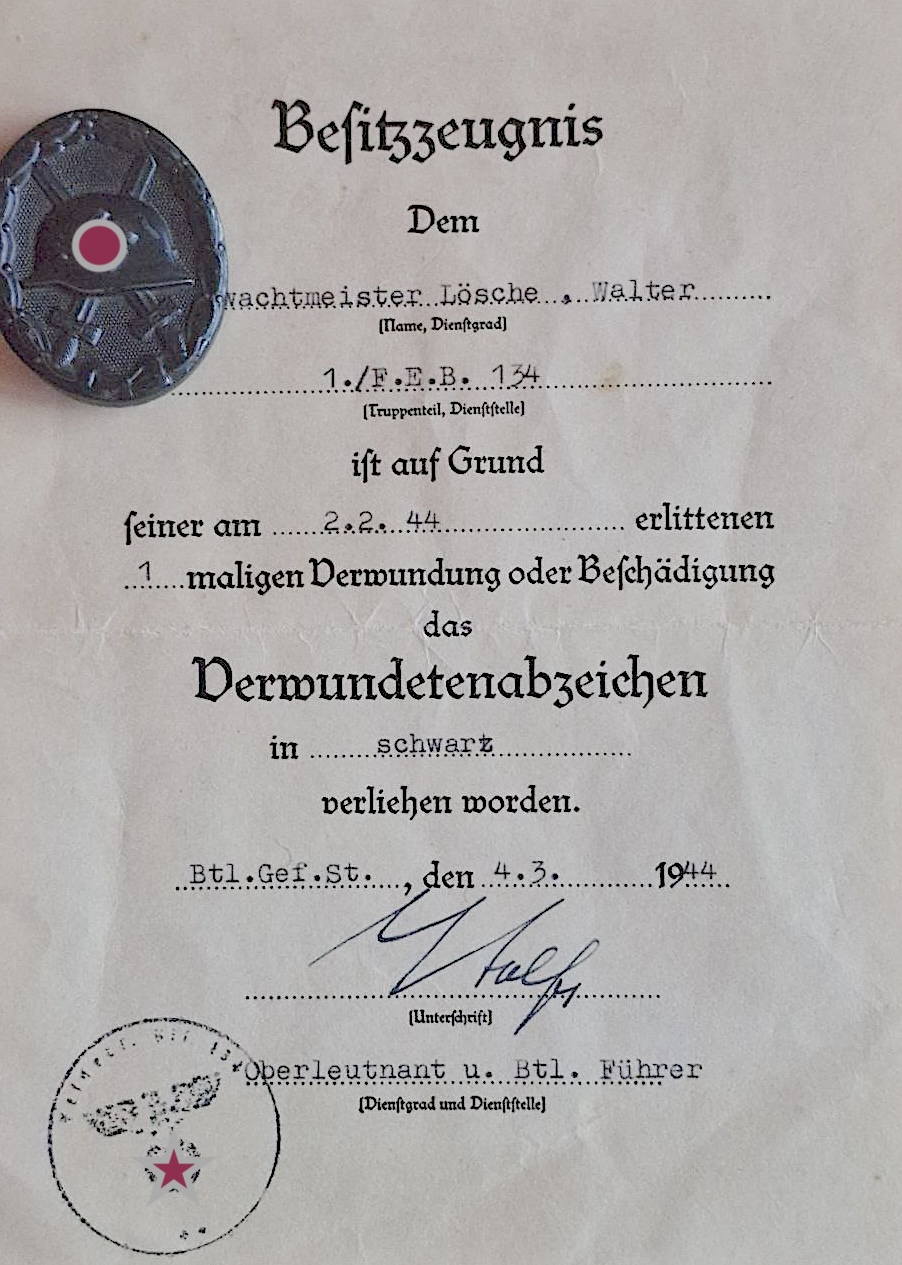 Besitzzeugnis
Dem
wachtmeister Lösche , Walter
(Name, Dienstgrad)
1./F.E.B. 134
(Truppenteil, Dienststelle)
ist auf Grund
seiner am 2.2. 44 erlittenen
1 maligen Verwundung oder Beschädigung
das
Verwundetenabzeichen
in schwarz
verliehen worden.
Btl.Gef.St. , den 4.3. 1944
(Unterschrift)
Oberleutnant u. Btl. Führer
(Dienstgrad und Dienststelle)